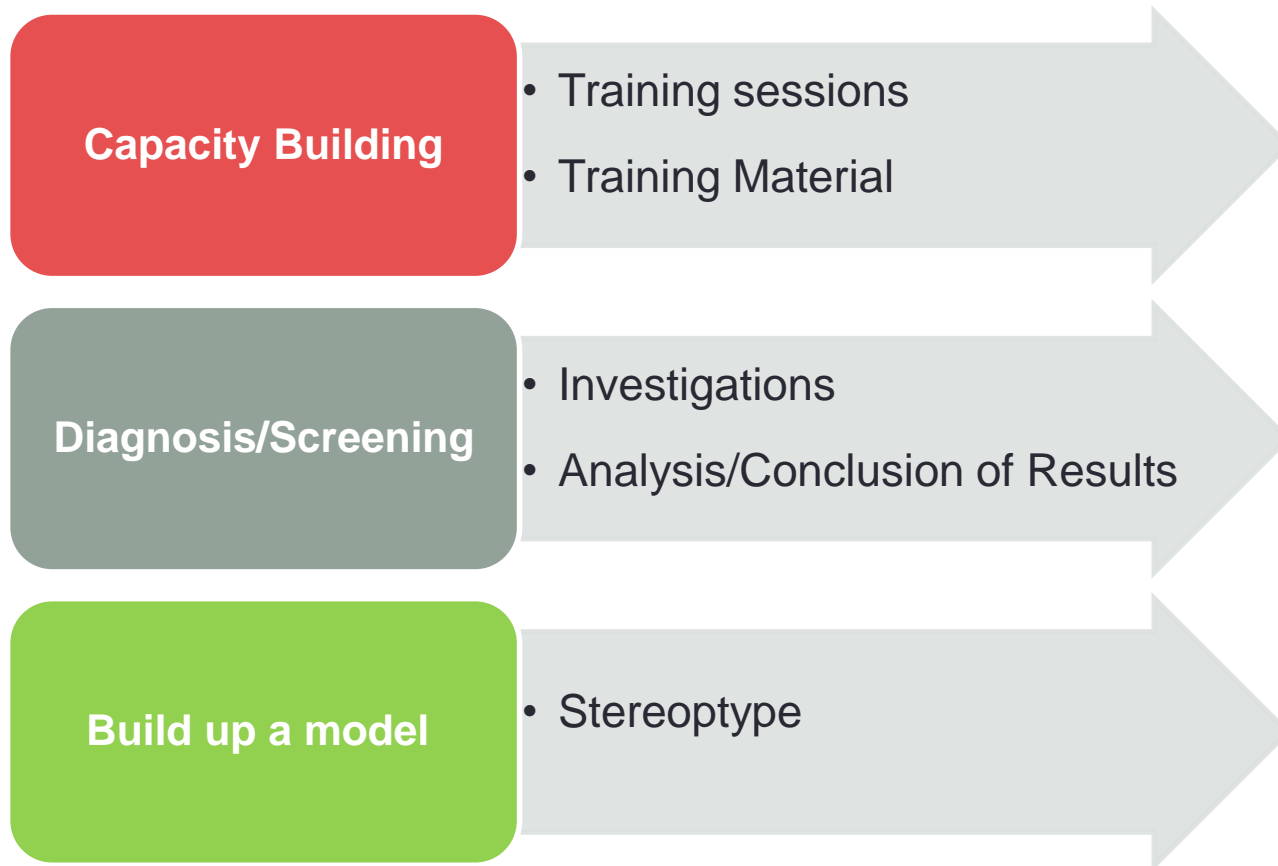 Capacity Building
• Training sessions
• Training Material
Diagnosis/Screening
• Investigations
• Analysis/Conclusion of Results
Build up a model
• Stereoptype